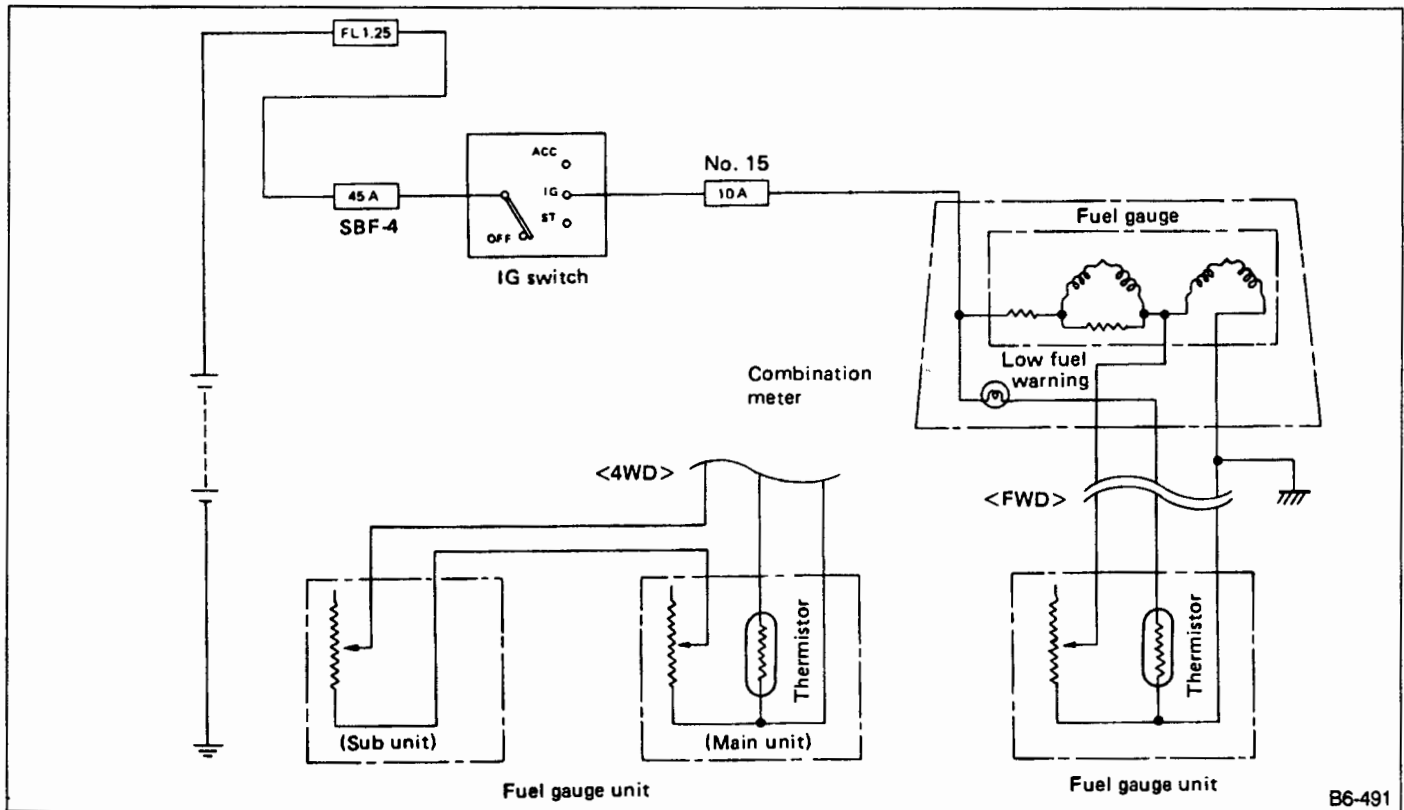 FL 1.25
45 A
SBF-4
ACC
IG
ST
OFF
IG switch
No. 15
10 A
Fuel gauge
Low fuel
warning
Combination
meter
<4WD>
<FWD>
Thermistor
Thermistor
(Sub unit)
(Main unit)
Fuel gauge unit
Fuel gauge unit
B6-491